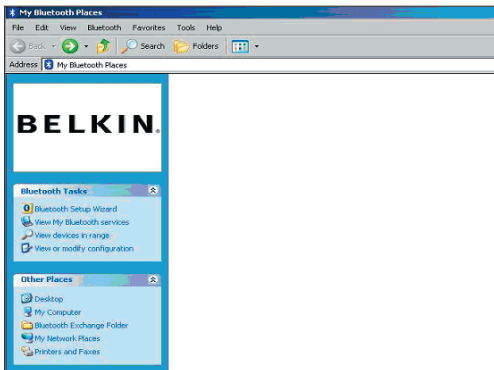 My Bluetooth Places
File Edit View Bluetooth Favorites Tools Help
Back Search Folders
Address My Bluetooth Places
BELKIN.
Bluetooth Tasks
Bluetooth Setup Wizard
View My Bluetooth services
View devices in range
View or modify configuration
Other Places
Desktop
My Computer
Bluetooth Exchange Folder
My Network Places
Printers and Faxes